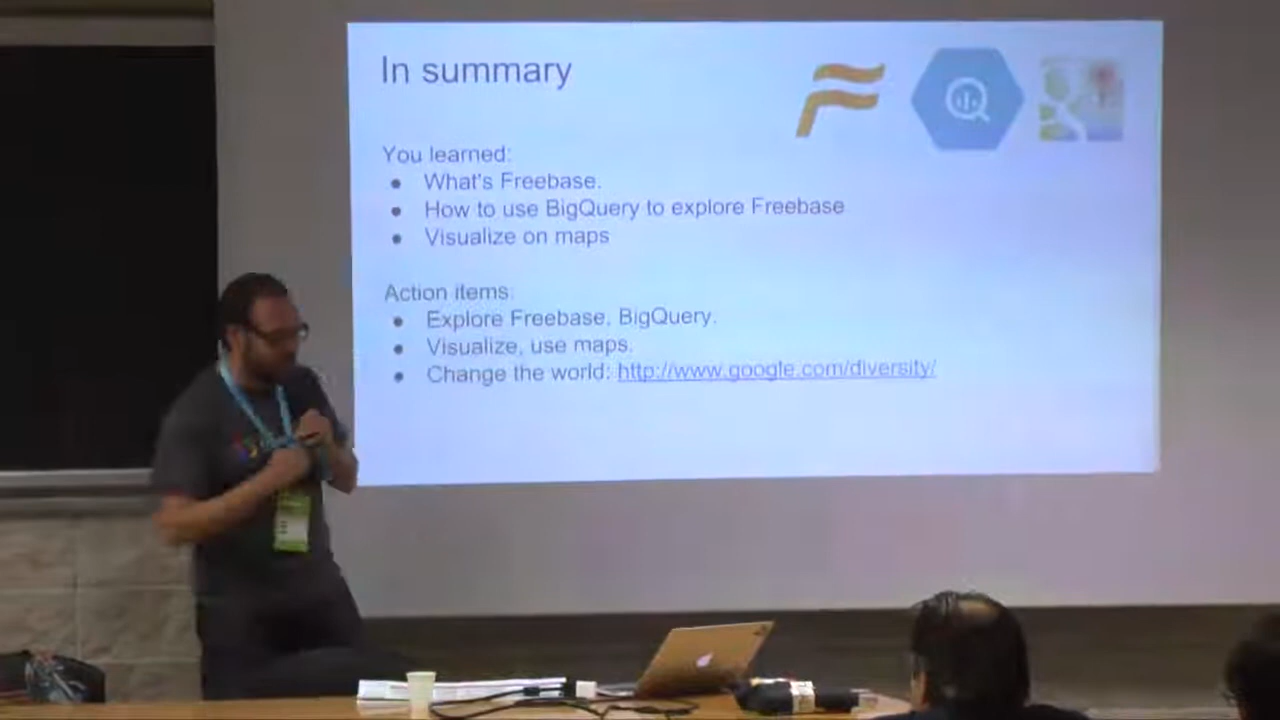 In summary
You learned:
● What's Freebase.
● How to use BigQuery to explore Freebase
● Visualize on maps
Action items:
● Explore Freebase, BigQuery.
● Visualize, use maps.
● Change the world: http://www.google.com/diversity/